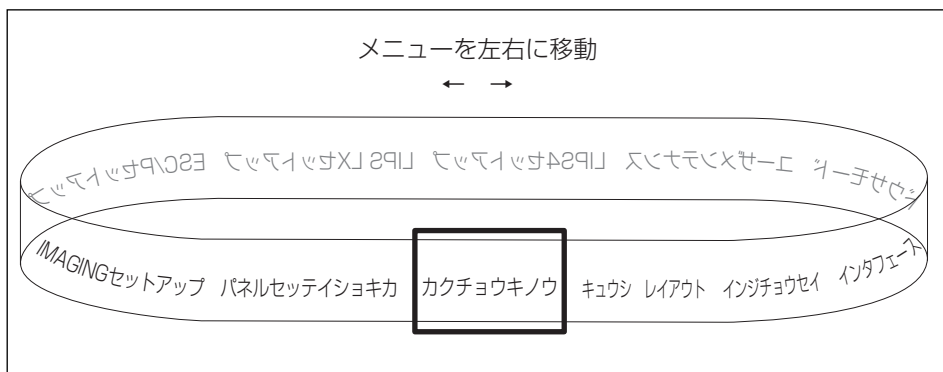 メニューを左右に移動
← →
ドウサモード ユーザメンテナンス LIPS4セットアップ LIPS LXセットアップ ESC/Pセットアップ
IMAGINGセットアップ パネルセッテイショキカ カクチョウキノウ キュウシ レイアウト インジチョウセイ インタフェース